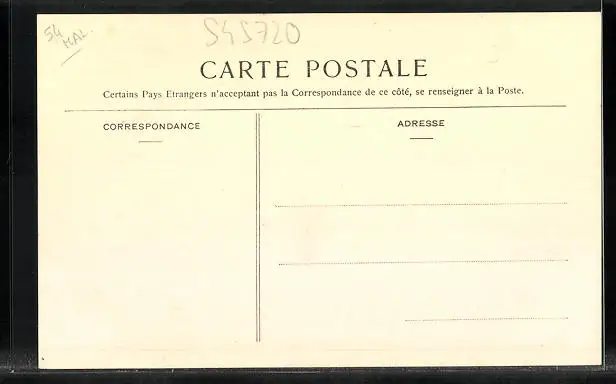 54
MAL.
545720
CARTE POSTALE
Certains Pays Etrangers n'acceptant pas la Correspondance de ce côté, se renseigner à la Poste.
CORRESPONDANCE
ADRESSE